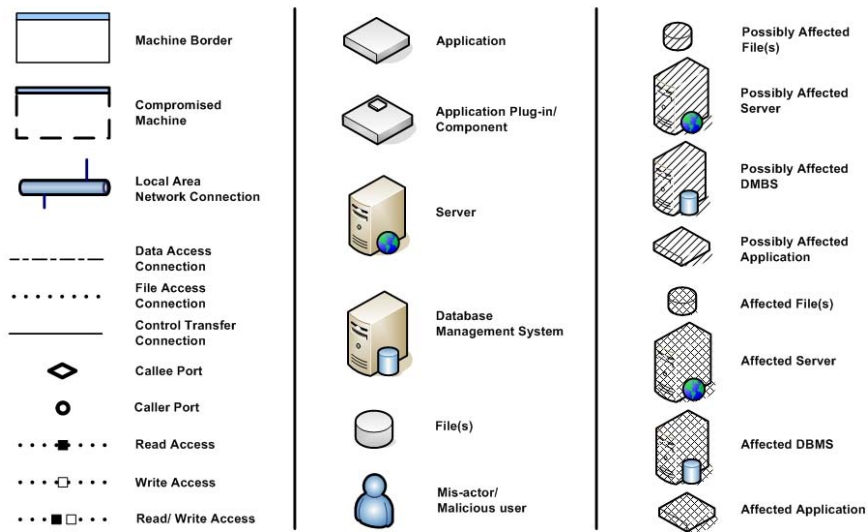 Machine Border
Compromised
Machine
Local Area
Network Connection
Data Access
Connection
File Access
Connection
Control Transfer
Connection
Callee Port
Caller Port
Read Access
Write Access
Read/ Write Access
Application
Application Plug-in/
Component
Server
Database
Management System
File(s)
Mis-actor/
Malicious user
Possibly Affected
File(s)
Possibly Affected
Server
Possibly Affected
DMBS
Possibly Affected
Application
Affected File(s)
Affected Server
Affected DBMS
Affected Application